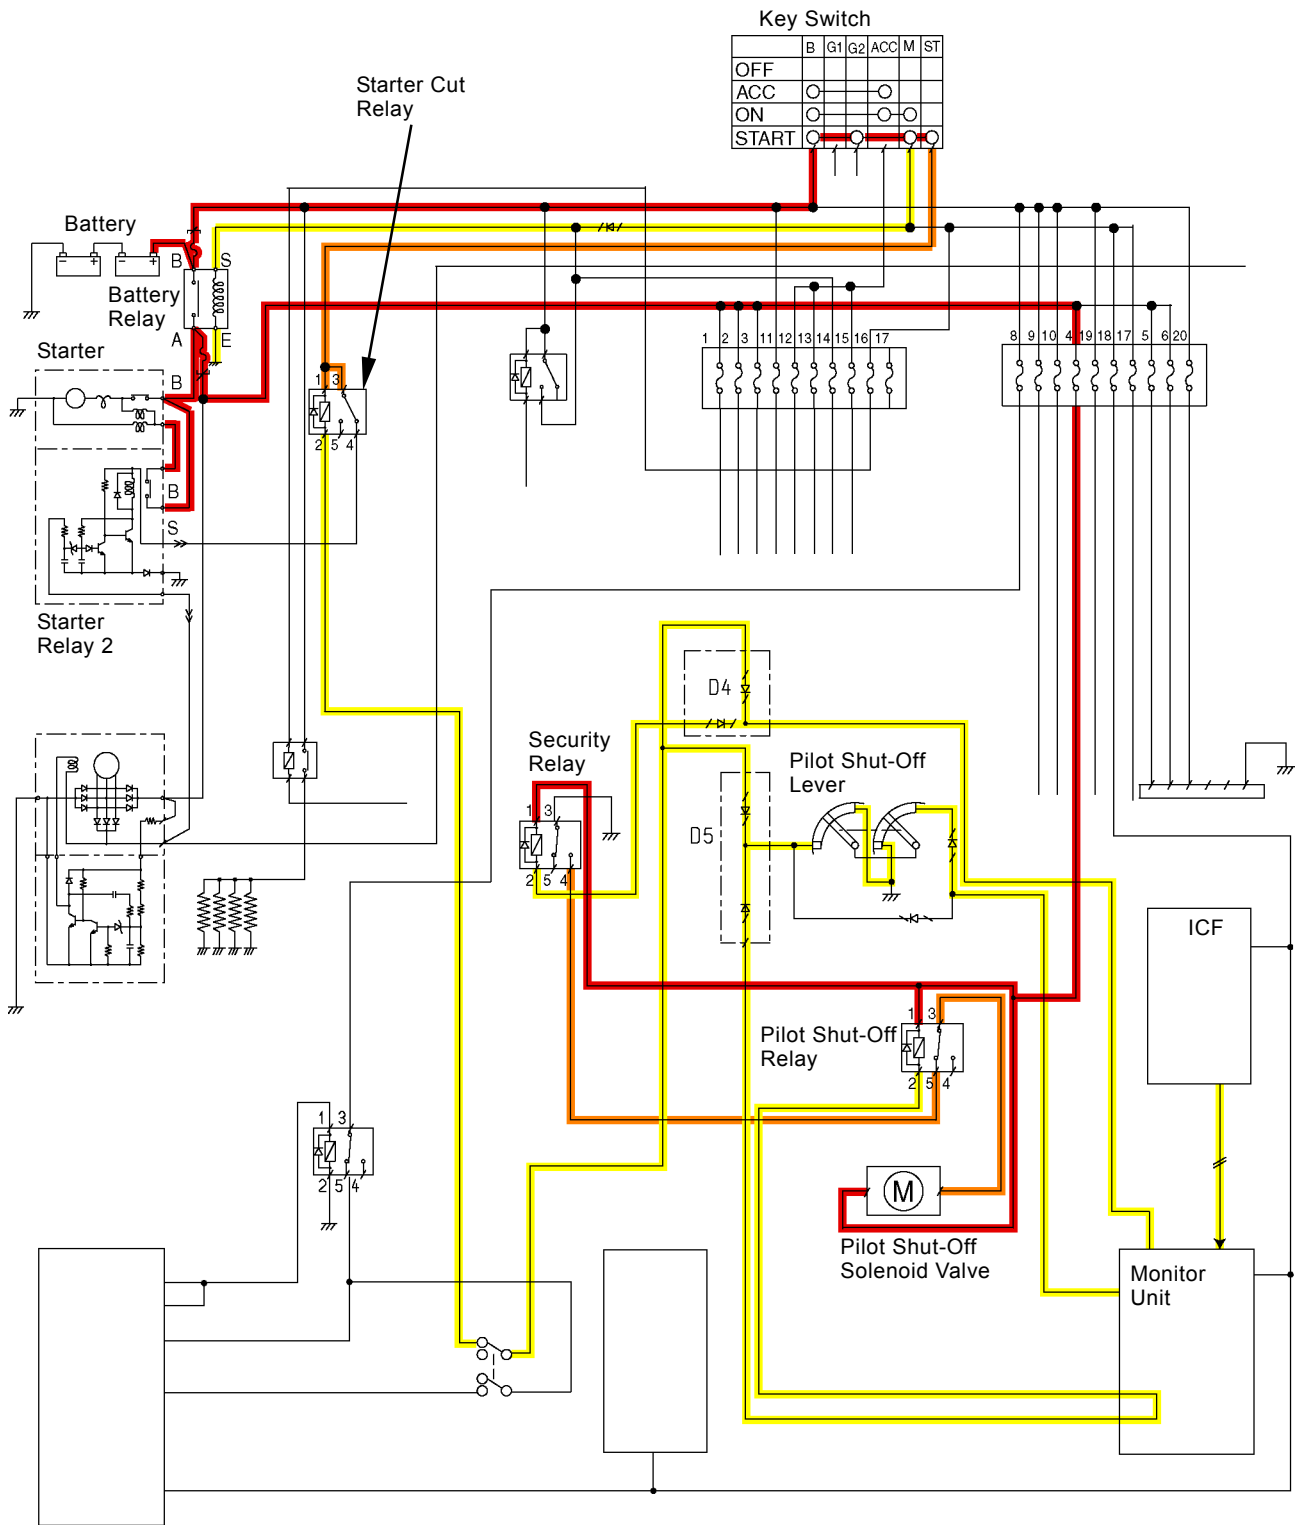 Key Switch
B G1 G2 ACC M ST
OFF
ACC
ON
START
Starter Cut
Relay
Battery
- + - +
B S
Battery
Relay
A E
Starter
B
1 3
2 5 4
1 2 3 11 12 13 14 15 16 17
8 9 10 4 19 18 17 5 6 20
B
S
Starter
Relay 2
D4
Security
Relay
1 3
2 5 4
Pilot Shut-Off
Lever
D5
ICF
Pilot Shut-Off
Relay
1 3
2 5 4
1 3
2 5 4
M
Pilot Shut-Off
Solenoid Valve
Monitor
Unit